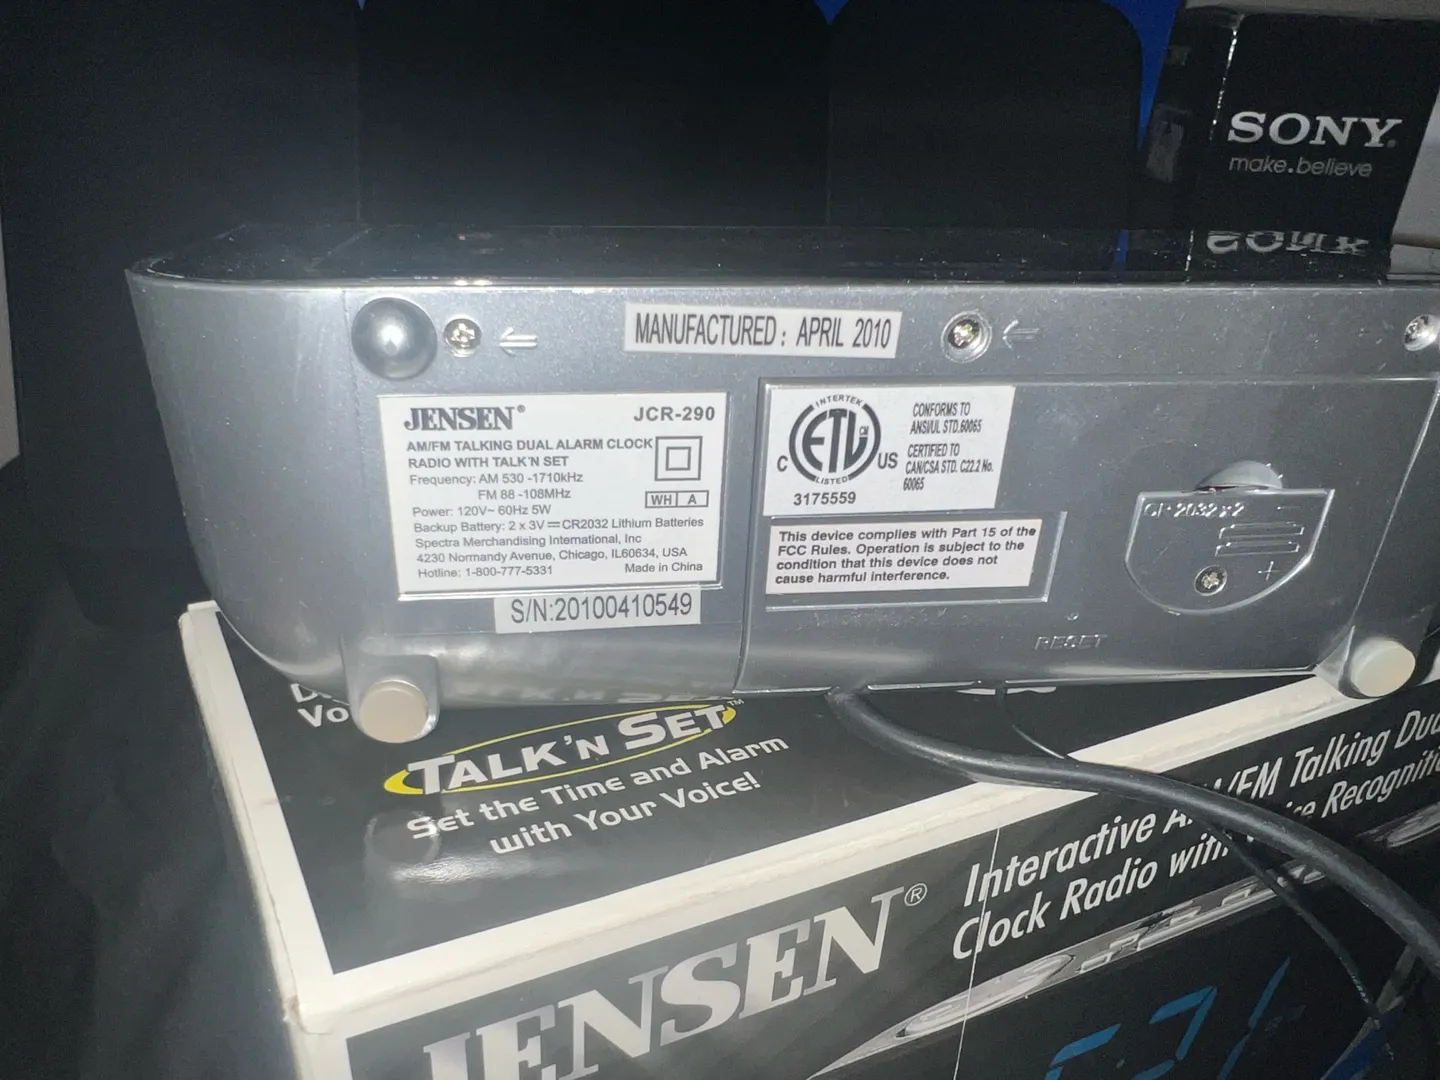 SONY
make.believe
MANUFACTURED: APRIL 2010
JENSEN® JCR-290
AM/FM TALKING DUAL ALARM CLOCK
RADIO WITH TALK'N SET
Frequency: AM 530 -1710kHz
FM 88 -108MHz
WH A
Power: 120V~ 60Hz 5W
Backup Battery: 2 x 3V⎓CR2032 Lithium Batteries
Spectra Merchandising International, Inc
4230 Normandy Avenue, Chicago, IL60634, USA
Hotline: 1-800-777-5331 Made in China
S/N:20100410549
INTERTEK
ETL CM
LISTED
C US
3175559
CONFORMS TO
ANSI/UL STD.60065
CERTIFIED TO
CAN/CSA STD. C22.2 No.
60065
This device complies with Part 15 of the
FCC Rules. Operation is subject to the
condition that this device does not
cause harmful interference.
CR2032 x 2
+
RESET
TALK'N SET™
Set the Time and Alarm
with Your Voice!
JENSEN®
Interactive AM/FM Talking
Clock Radio with